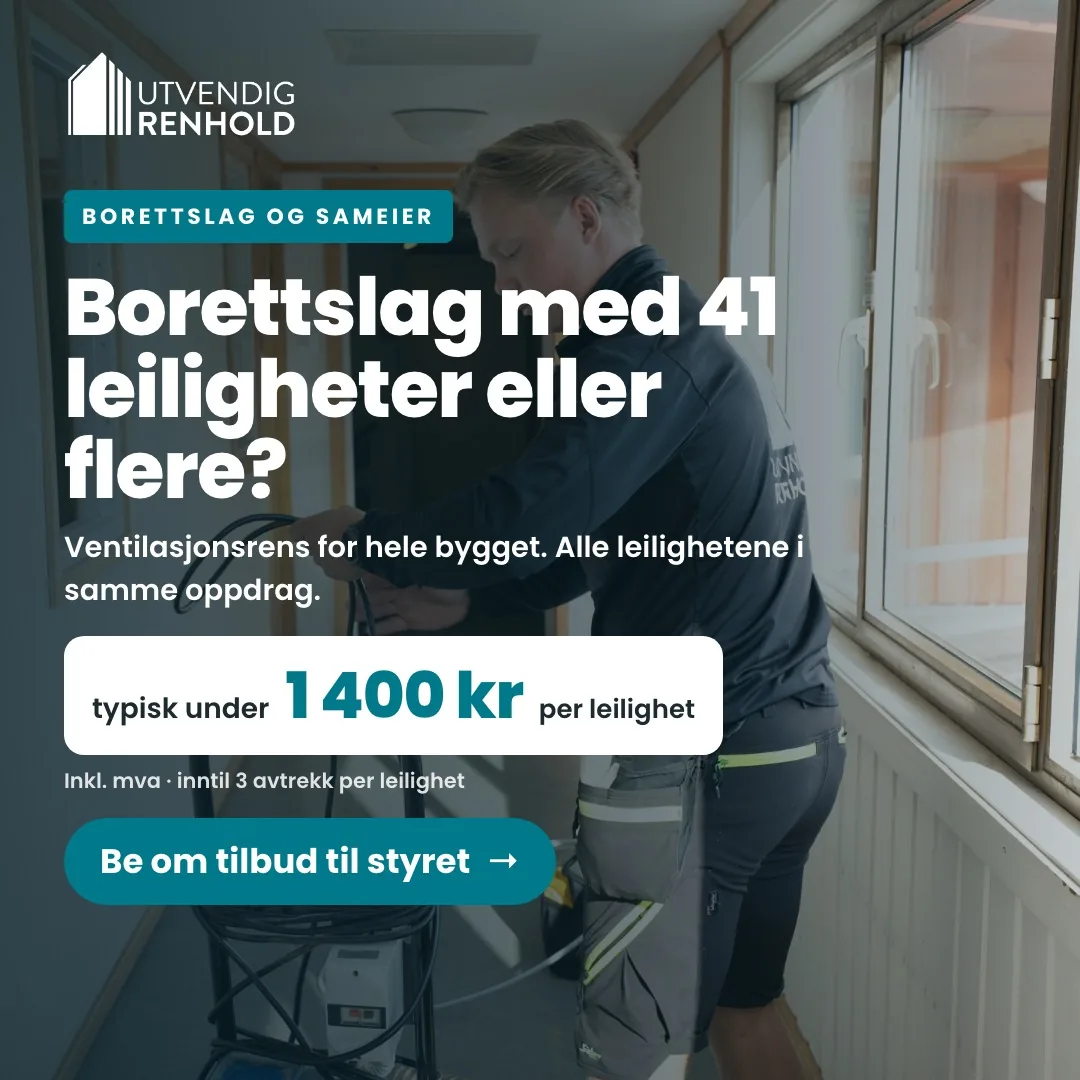 UTVENDIG
RENHOLD
BORETTSLAG OG SAMEIER
Borettslag med 41
leiligheter eller
flere?
Ventilasjonsrens for hele bygget. Alle leilighetene i
samme oppdrag.
typisk under 1 400 kr per leilighet
Inkl. mva · inntil 3 avtrekk per leilighet
Be om tilbud til styret →